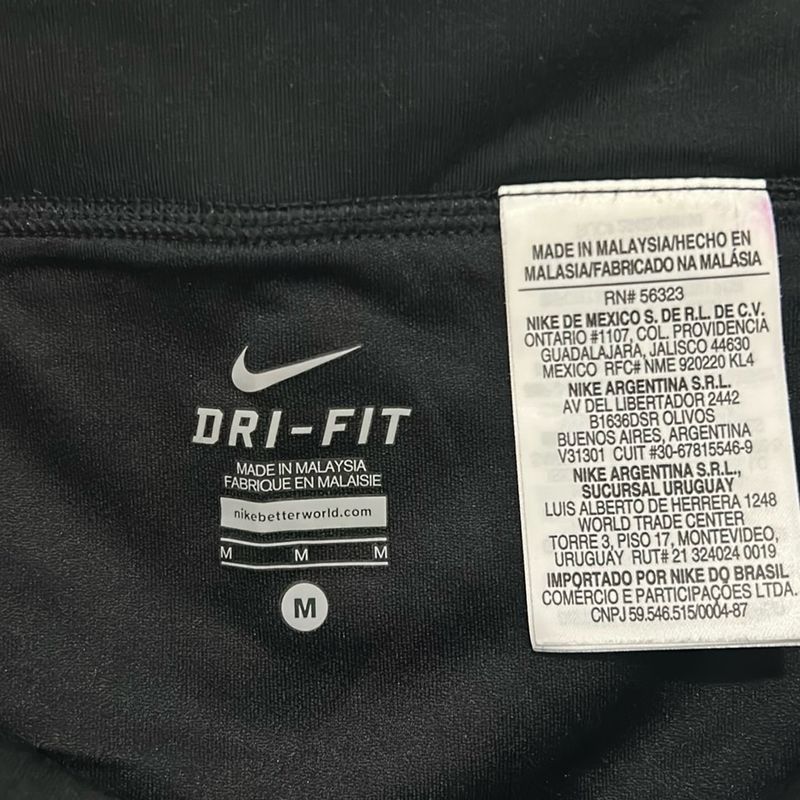 DRI-FIT
MADE IN MALAYSIA
FABRIQUE EN MALAISIE
nikebetterworld.com
M M M
M
MADE IN MALAYSIA/HECHO EN
MALASIA/FABRICADO NA MALÁSIA
RN# 56323
NIKE DE MEXICO S. DE R.L. DE C.V.
ONTARIO #1107, COL. PROVIDENCIA
GUADALAJARA, JALISCO 44630
MEXICO RFC# NME 920220 KL4
NIKE ARGENTINA S.R.L.
AV DEL LIBERTADOR 2442
B1636DSR OLIVOS
BUENOS AIRES, ARGENTINA
V31301 CUIT #30-67815546-9
NIKE ARGENTINA S.R.L.,
SUCURSAL URUGUAY
LUIS ALBERTO DE HERRERA 1248
WORLD TRADE CENTER
TORRE 3, PISO 17, MONTEVIDEO,
URUGUAY RUT# 21 324024 0019
IMPORTADO POR NIKE DO BRASIL
COMÉRCIO E PARTICIPAÇÕES LTDA.
CNPJ 59.546.515/0004-87